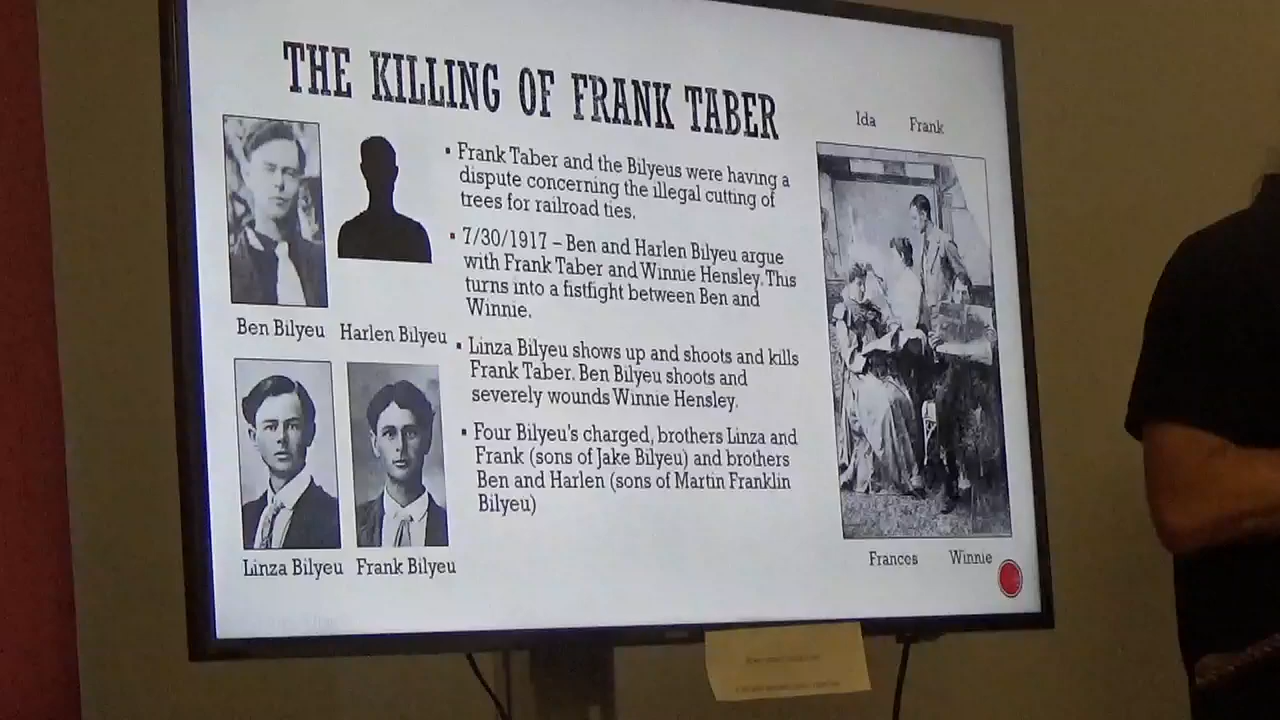 THE KILLING OF FRANK TABER
Ida Frank
▪ Frank Taber and the Bilyeus were having a
dispute concerning the illegal cutting of
trees for railroad ties.
▪ 7/30/1917 – Ben and Harlen Bilyeu argue
with Frank Taber and Winnie Hensley. This
turns into a fistfight between Ben and
Winnie.
Ben Bilyeu Harlen Bilyeu
▪ Linza Bilyeu shows up and shoots and kills
Frank Taber. Ben Bilyeu shoots and
severely wounds Winnie Hensley.
▪ Four Bilyeu's charged, brothers Linza and
Frank (sons of Jake Bilyeu) and brothers
Ben and Harlen (sons of Martin Franklin
Bilyeu)
Linza Bilyeu Frank Bilyeu
Frances Winnie